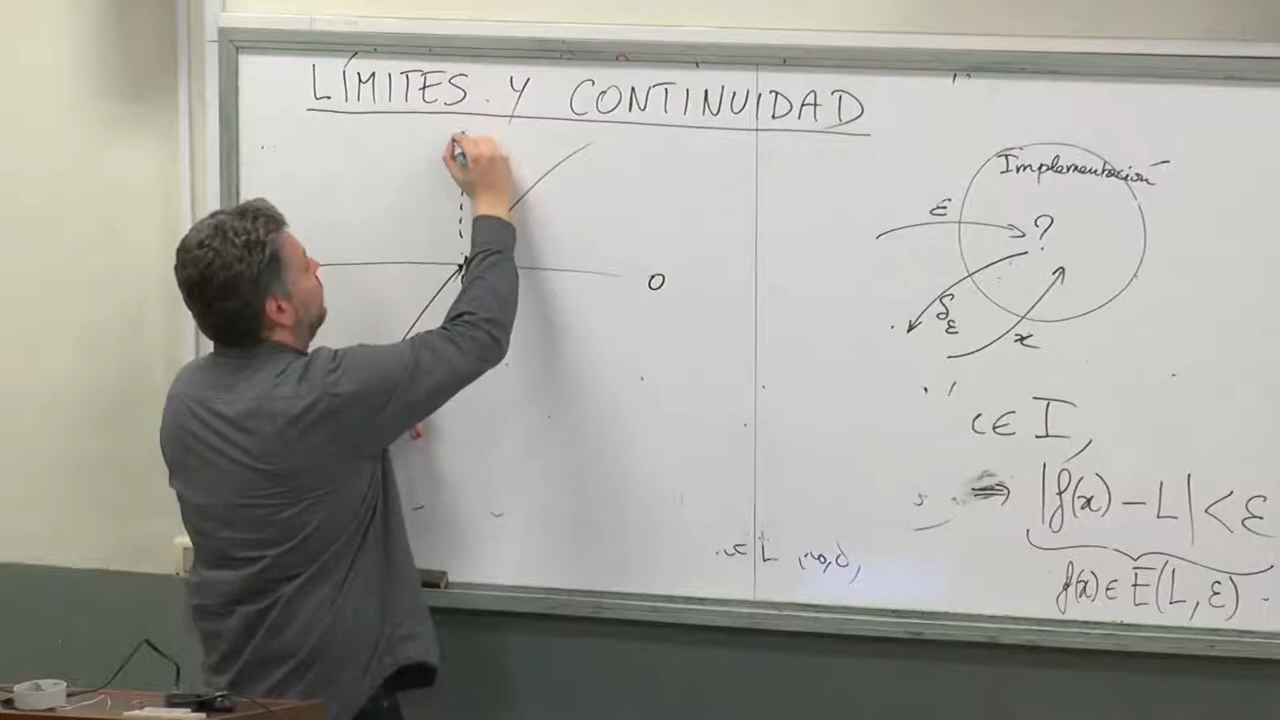 LÍMITES Y CONTINUIDAD
Implementación
ε
?
δε
x
0
c ∈ I,
⇒ |f(x) - L| < ε
f(x) ∈ E(L, ε)